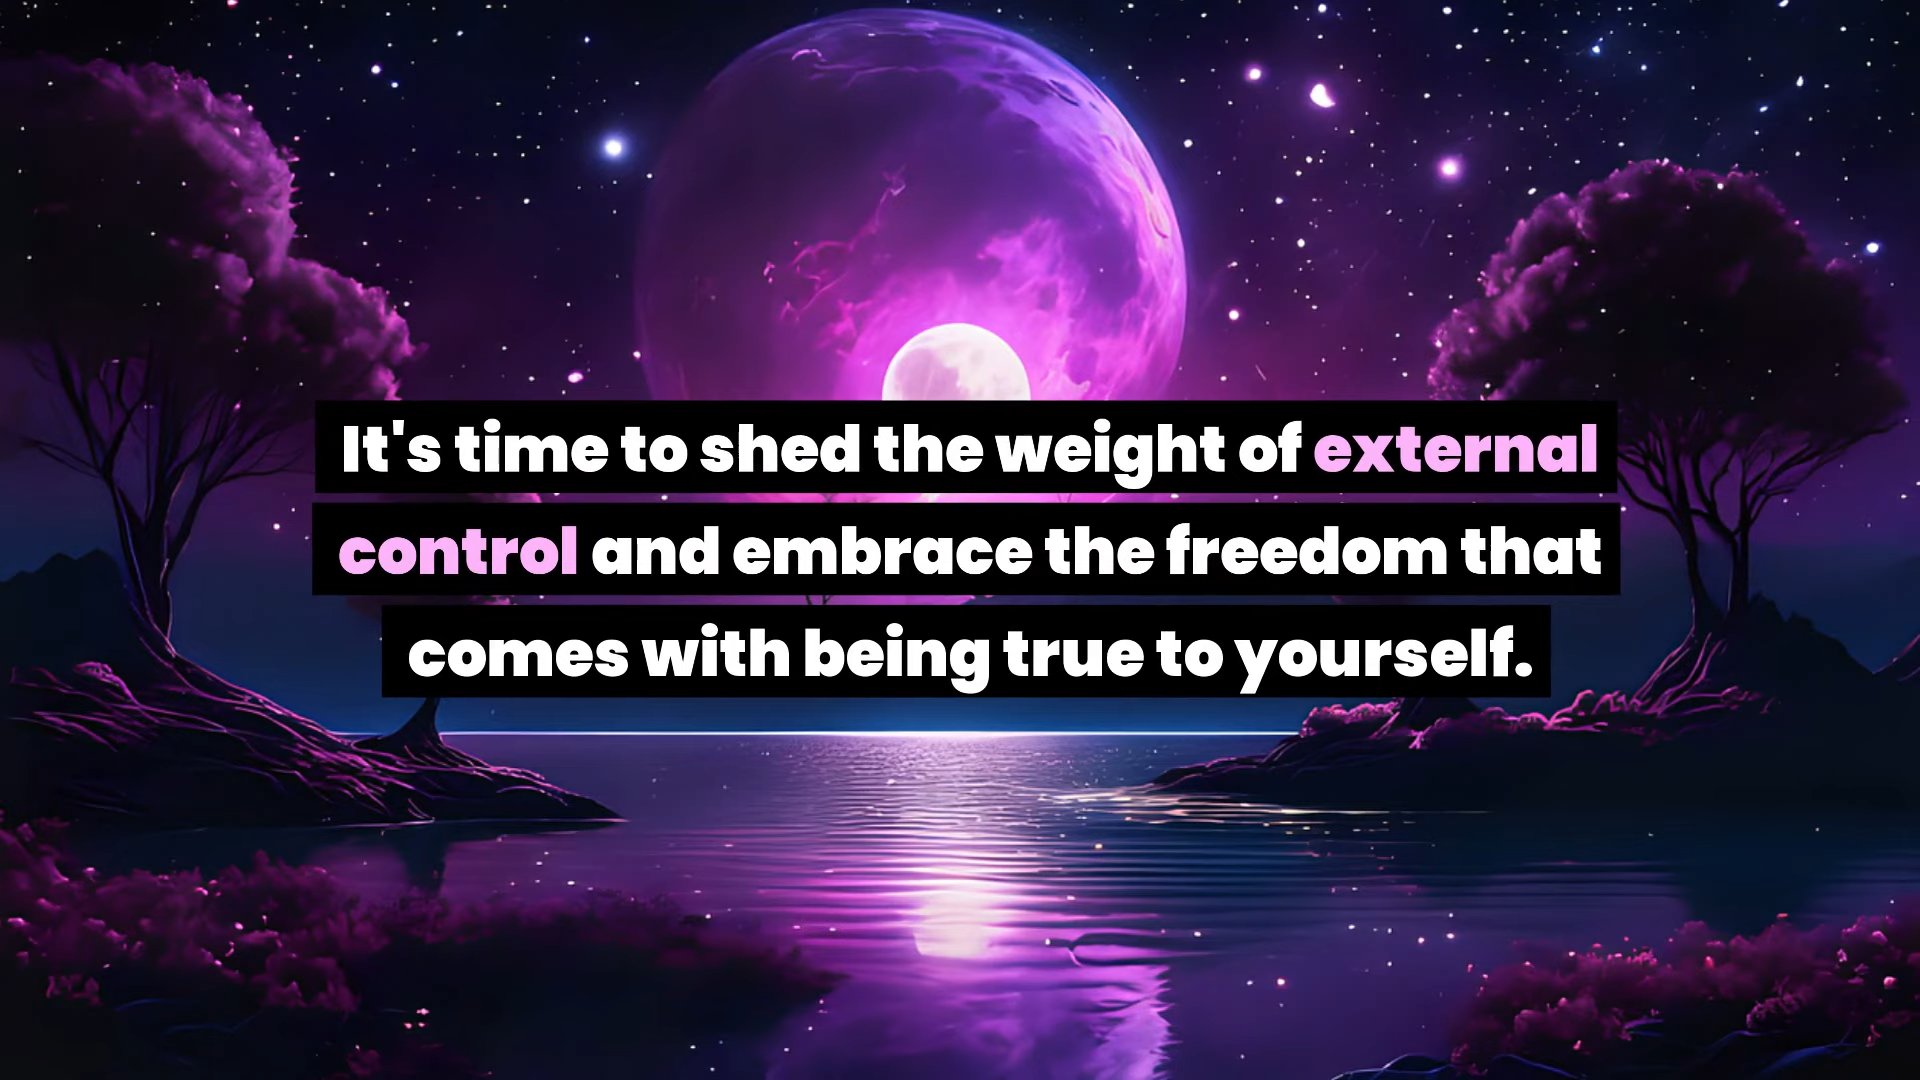 It's time to shed the weight of external
control and embrace the freedom that
comes with being true to yourself.